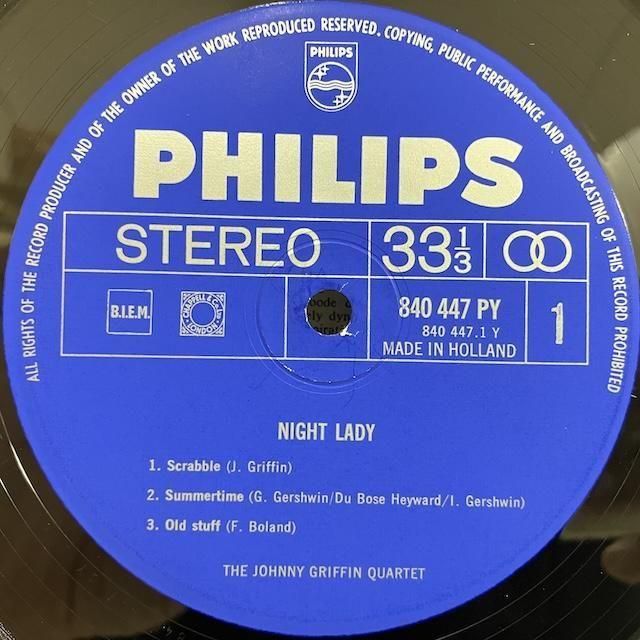 ALL RIGHTS OF THE RECORD PRODUCER AND OF THE OWNER OF THE WORK REPRODUCED RESERVED. COPYING, PUBLIC PERFORMANCE AND BROADCASTING OF THIS RECORD PROHIBITED
PHILIPS
PHILIPS
STEREO 33 1/3
B.I.E.M. CHAPPELL & Co. Ltd. LONDON 840 447 PY 1
840 447.1 Y
MADE IN HOLLAND
NIGHT LADY
1. Scrabble (J. Griffin)
2. Summertime (G. Gershwin/Du Bose Heyward/I. Gershwin)
3. Old stuff (F. Boland)
THE JOHNNY GRIFFIN QUARTET